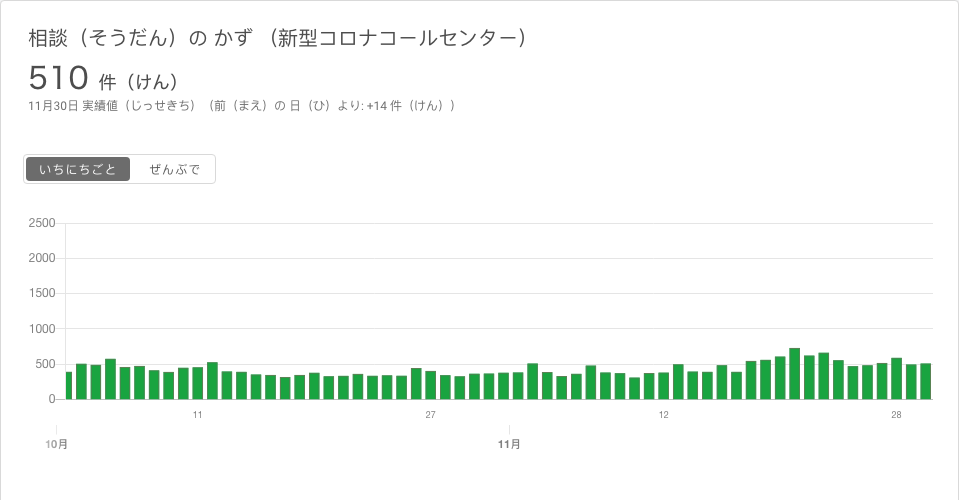 相談（そうだん）の かず （新型コロナコールセンター）
510 件（けん）
11月30日 実績値（じっせきち）（前（まえ）の 日（ひ）より: +14 件（けん））
いちにちごと ぜんぶで
2500
2000
1500
1000
500
0
11 27 12 28
10月 11月